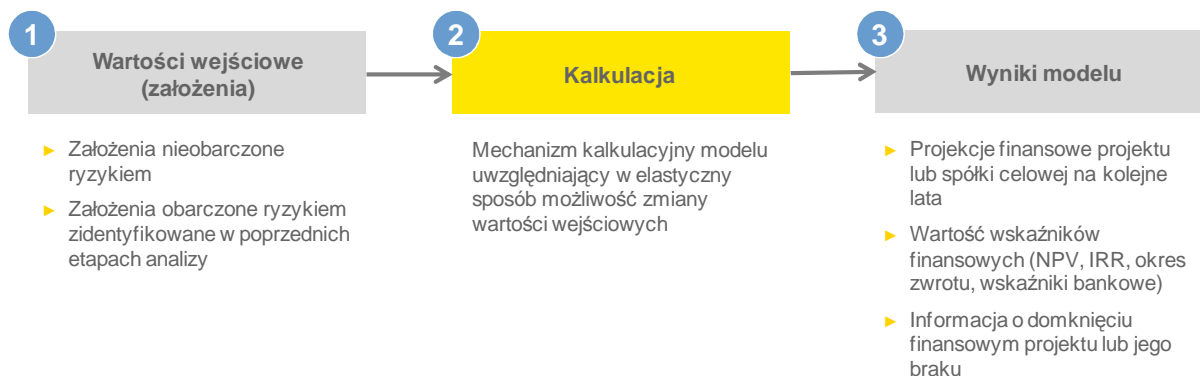 1
Wartości wejściowe
(założenia)
► Założenia nieobarczone
ryzykiem
► Założenia obarczone ryzykiem
zidentyfikowane w poprzednich
etapach analizy
2
Kalkulacja
Mechanizm kalkulacyjny modelu
uwzględniający w elastyczny
sposób możliwość zmiany
wartości wejściowych
3
Wyniki modelu
► Projekcje finansowe projektu
lub spółki celowej na kolejne
lata
► Wartość wskaźników
finansowych (NPV, IRR, okres
zwrotu, wskaźniki bankowe)
► Informacja o domknięciu
finansowym projektu lub jego
braku